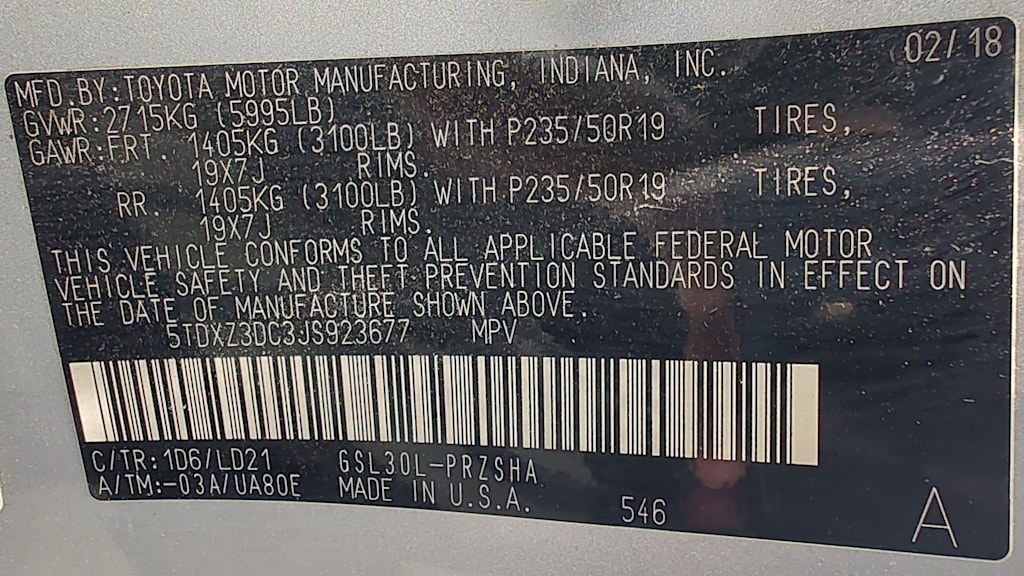 02/18
MFD.BY:TOYOTA MOTOR MANUFACTURING, INDIANA, INC.
GVWR:2715KG (5995LB)
GAWR:FRT. 1405KG (3100LB) WITH P235/50R19 TIRES,
19X7J RIMS.
RR. 1405KG (3100LB) WITH P235/50R19 TIRES,
19X7J RIMS.
THIS VEHICLE CONFORMS TO ALL APPLICABLE FEDERAL MOTOR
VEHICLE SAFETY AND THEFT PREVENTION STANDARDS IN EFFECT ON
THE DATE OF MANUFACTURE SHOWN ABOVE.
5TDXZ3DC3JS923677 MPV
C/TR:1D6/LD21 GSL30L-PRZSHA
A/TM:-03A/UA80E MADE IN U.S.A.
546
A